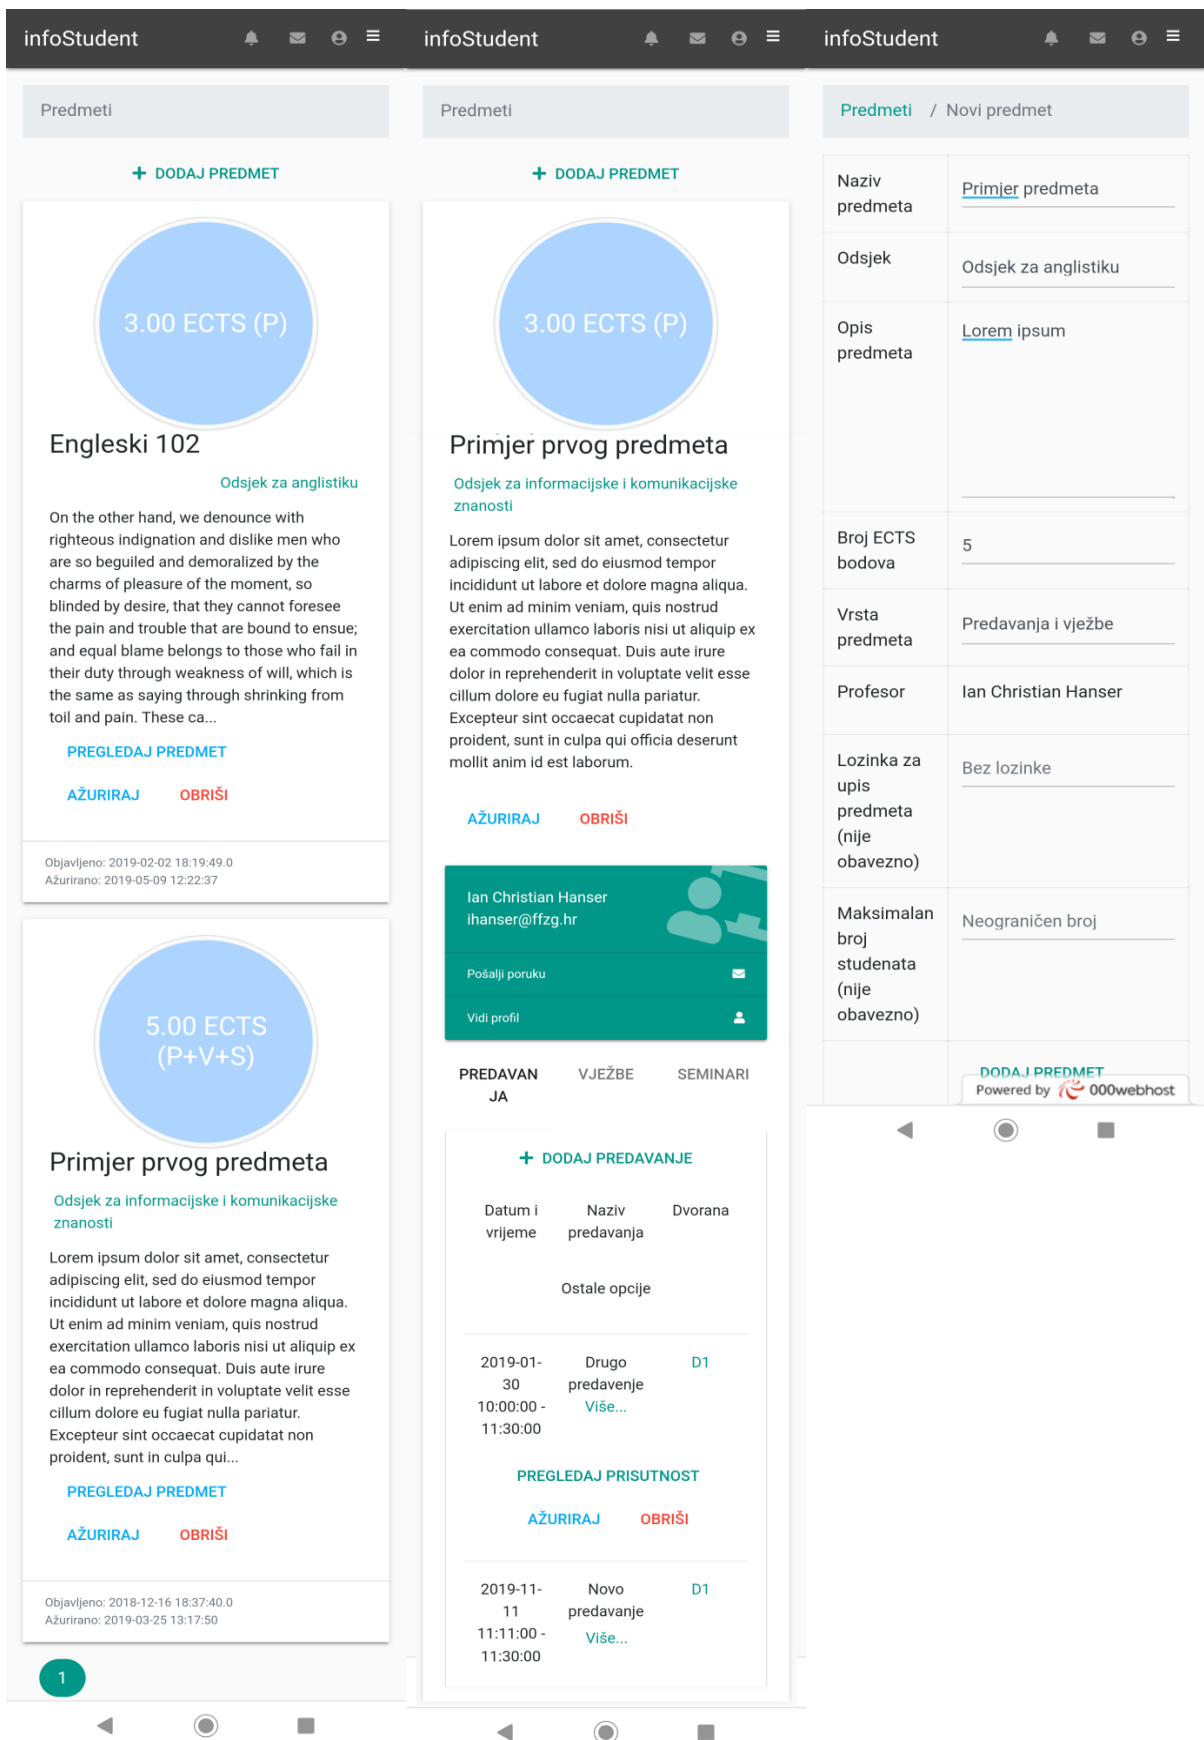 infoStudent
Predmeti
DODAJ PREDMET
3.00 ECTS (P)
Engleski 102
Odsjek za anglistiku
On the other hand, we denounce with
righteous indignation and dislike men who
are so beguiled and demoralized by the
charms of pleasure of the moment, so
blinded by desire, that they cannot foresee
the pain and trouble that are bound to ensue;
and equal blame belongs to those who fail in
their duty through weakness of will, which is
the same as saying through shrinking from
toil and pain. These ca...
PREGLEDAJ PREDMET
AŽURIRAJ OBRIŠI
Objavljeno: 2019-02-02 18:19:49.0
Ažurirano: 2019-05-09 12:22:37
5.00 ECTS
(P+V+S)
Primjer prvog predmeta
Odsjek za informacijske i komunikacijske
znanosti
Lorem ipsum dolor sit amet, consectetur
adipiscing elit, sed do eiusmod tempor
incididunt ut labore et dolore magna aliqua.
Ut enim ad minim veniam, quis nostrud
exercitation ullamco laboris nisi ut aliquip ex
ea commodo consequat. Duis aute irure
dolor in reprehenderit in voluptate velit esse
cillum dolore eu fugiat nulla pariatur.
Excepteur sint occaecat cupidatat non
proident, sunt in culpa qui...
PREGLEDAJ PREDMET
AŽURIRAJ OBRIŠI
Objavljeno: 2018-12-16 18:37:40.0
Ažurirano: 2019-03-25 13:17:50
1
infoStudent
Predmeti
DODAJ PREDMET
3.00 ECTS (P)
Primjer prvog predmeta
Odsjek za informacijske i komunikacijske
znanosti
Lorem ipsum dolor sit amet, consectetur
adipiscing elit, sed do eiusmod tempor
incididunt ut labore et dolore magna aliqua.
Ut enim ad minim veniam, quis nostrud
exercitation ullamco laboris nisi ut aliquip ex
ea commodo consequat. Duis aute irure
dolor in reprehenderit in voluptate velit esse
cillum dolore eu fugiat nulla pariatur.
Excepteur sint occaecat cupidatat non
proident, sunt in culpa qui officia deserunt
mollit anim id est laborum.
AŽURIRAJ OBRIŠI
Ian Christian Hanser
ihanser@ffzg.hr
Pošalji poruku
Vidi profil
PREDAVAN
JA
VJEŽBE
SEMINARI
DODAJ PREDAVANJE
Datum i
vrijeme
Naziv
predavanja
Dvorana
Ostale opcije
2019-01-
30
10:00:00 -
11:30:00
Drugo
predavenje
Više...
D1
PREGLEDAJ PRISUTNOST
AŽURIRAJ OBRIŠI
2019-11-
11
11:11:00 -
11:30:00
Novo
predavanje
Više...
D1
infoStudent
Predmeti / Novi predmet
Naziv
predmeta
Primjer predmeta
Odsjek
Odsjek za anglistiku
Opis
predmeta
Lorem ipsum
Broj ECTS
bodova
5
Vrsta
predmeta
Predavanja i vježbe
Profesor
Ian Christian Hanser
Lozinka za
upis
predmeta
(nije
obavezno)
Bez lozinke
Maksimalan
broj
studenata
(nije
obavezno)
Neograničen broj
DODAJ PREDMET
Powered by 000webhost